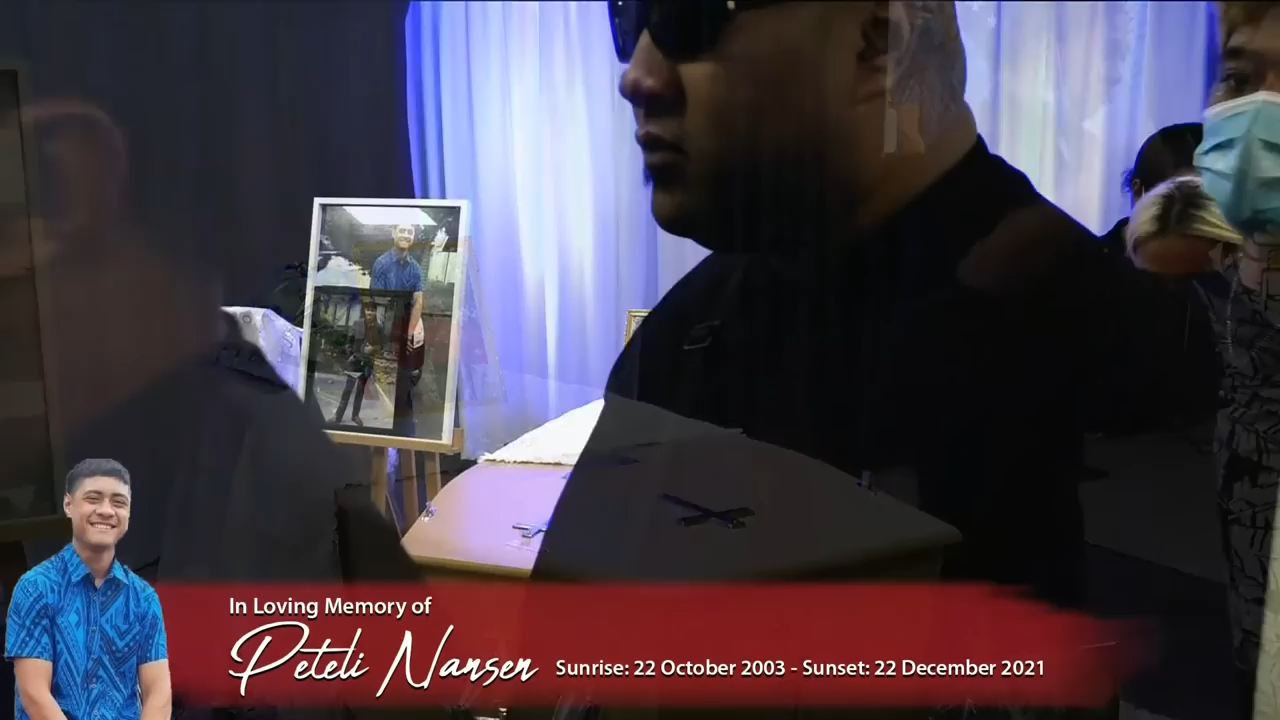 In Loving Memory of
Peteli Nansen Sunrise: 22 October 2003 - Sunset: 22 December 2021